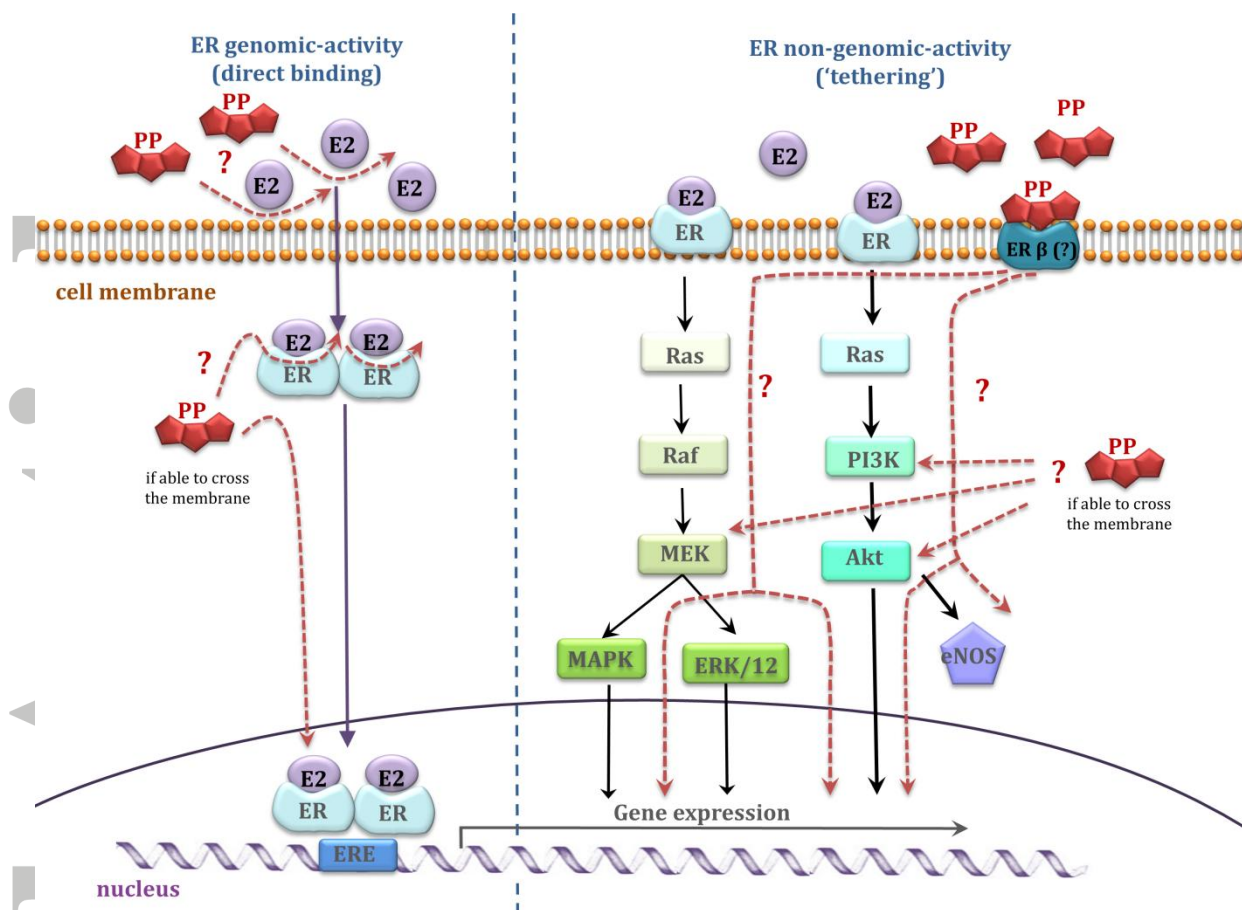 ER genomic-activity
(direct binding)
ER non-genomic-activity
('tethering')
PP
PP
?
E2
E2
E2
E2
PP
PP
PP
E2
ER
E2
ER
ER β (?)
cell membrane
E2
E2
ER
ER
?
PP
if able to cross
the membrane
Ras
Ras
?
?
Raf
PI3K
PP
?
if able to cross
the membrane
MEK
Akt
MAPK
ERK/12
eNOS
E2
E2
ER
ER
Gene expression
ERE
nucleus